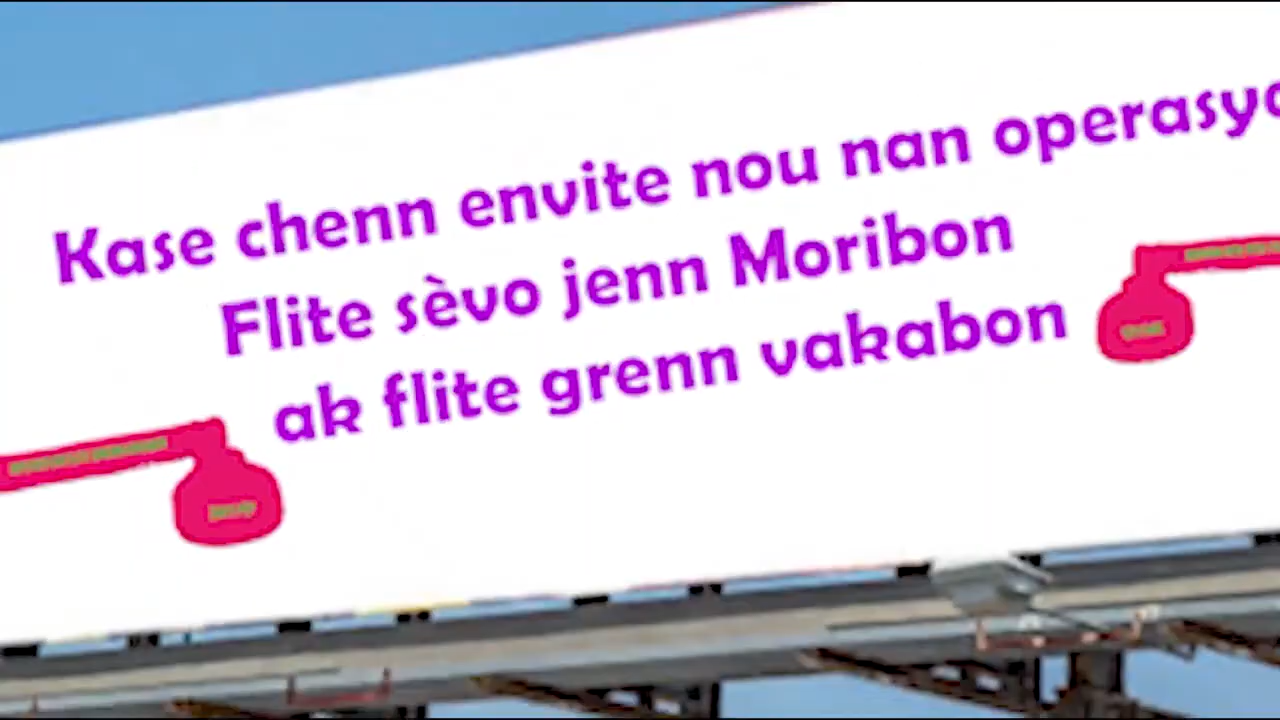 Kase chenn envite nou nan operasyo
Flite sèvo jenn Moribon
ak flite grenn vakabon